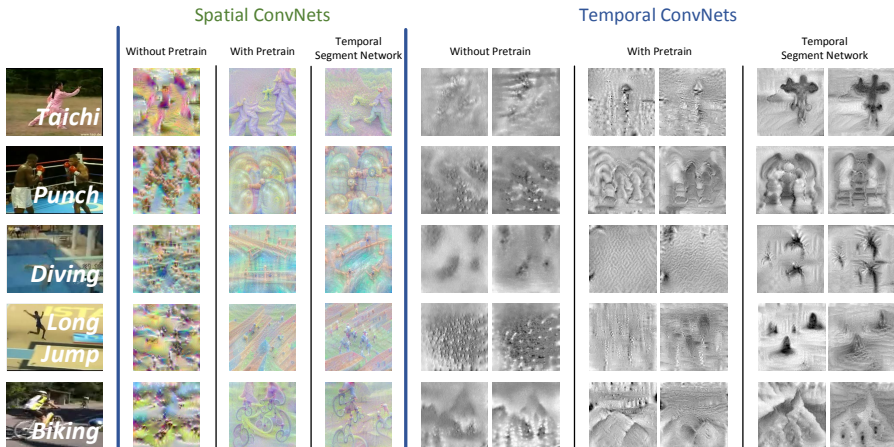 Spatial ConvNets
Temporal ConvNets
Without Pretrain
With Pretrain
Temporal
Segment Network
Without Pretrain
With Pretrain
Temporal
Segment Network
Taichi
Punch
Diving
Long
Jump
Biking